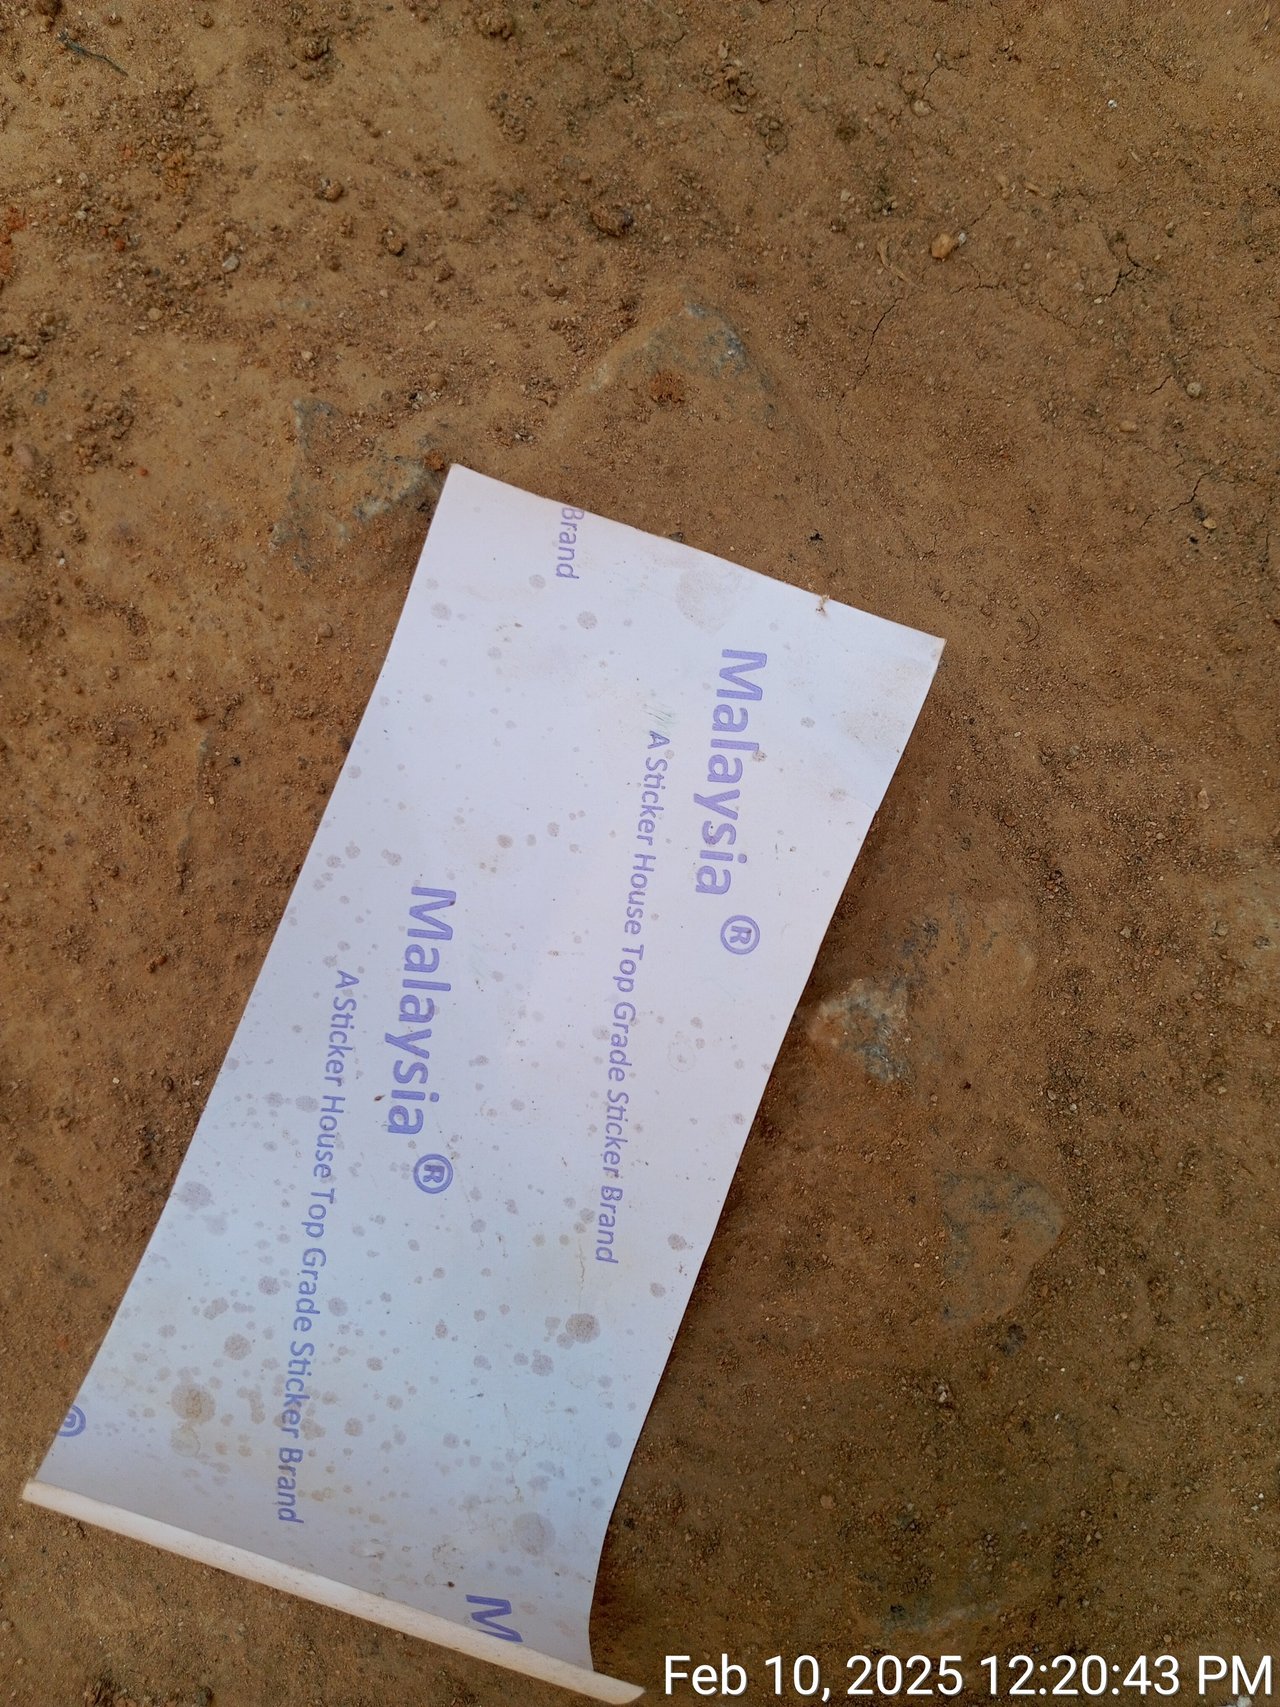 Brand
Malaysia ®
A Sticker House Top Grade Sticker Brand
Malaysia ®
A Sticker House Top Grade Sticker Brand
®
M
Feb 10, 2025 12:20:43 PM